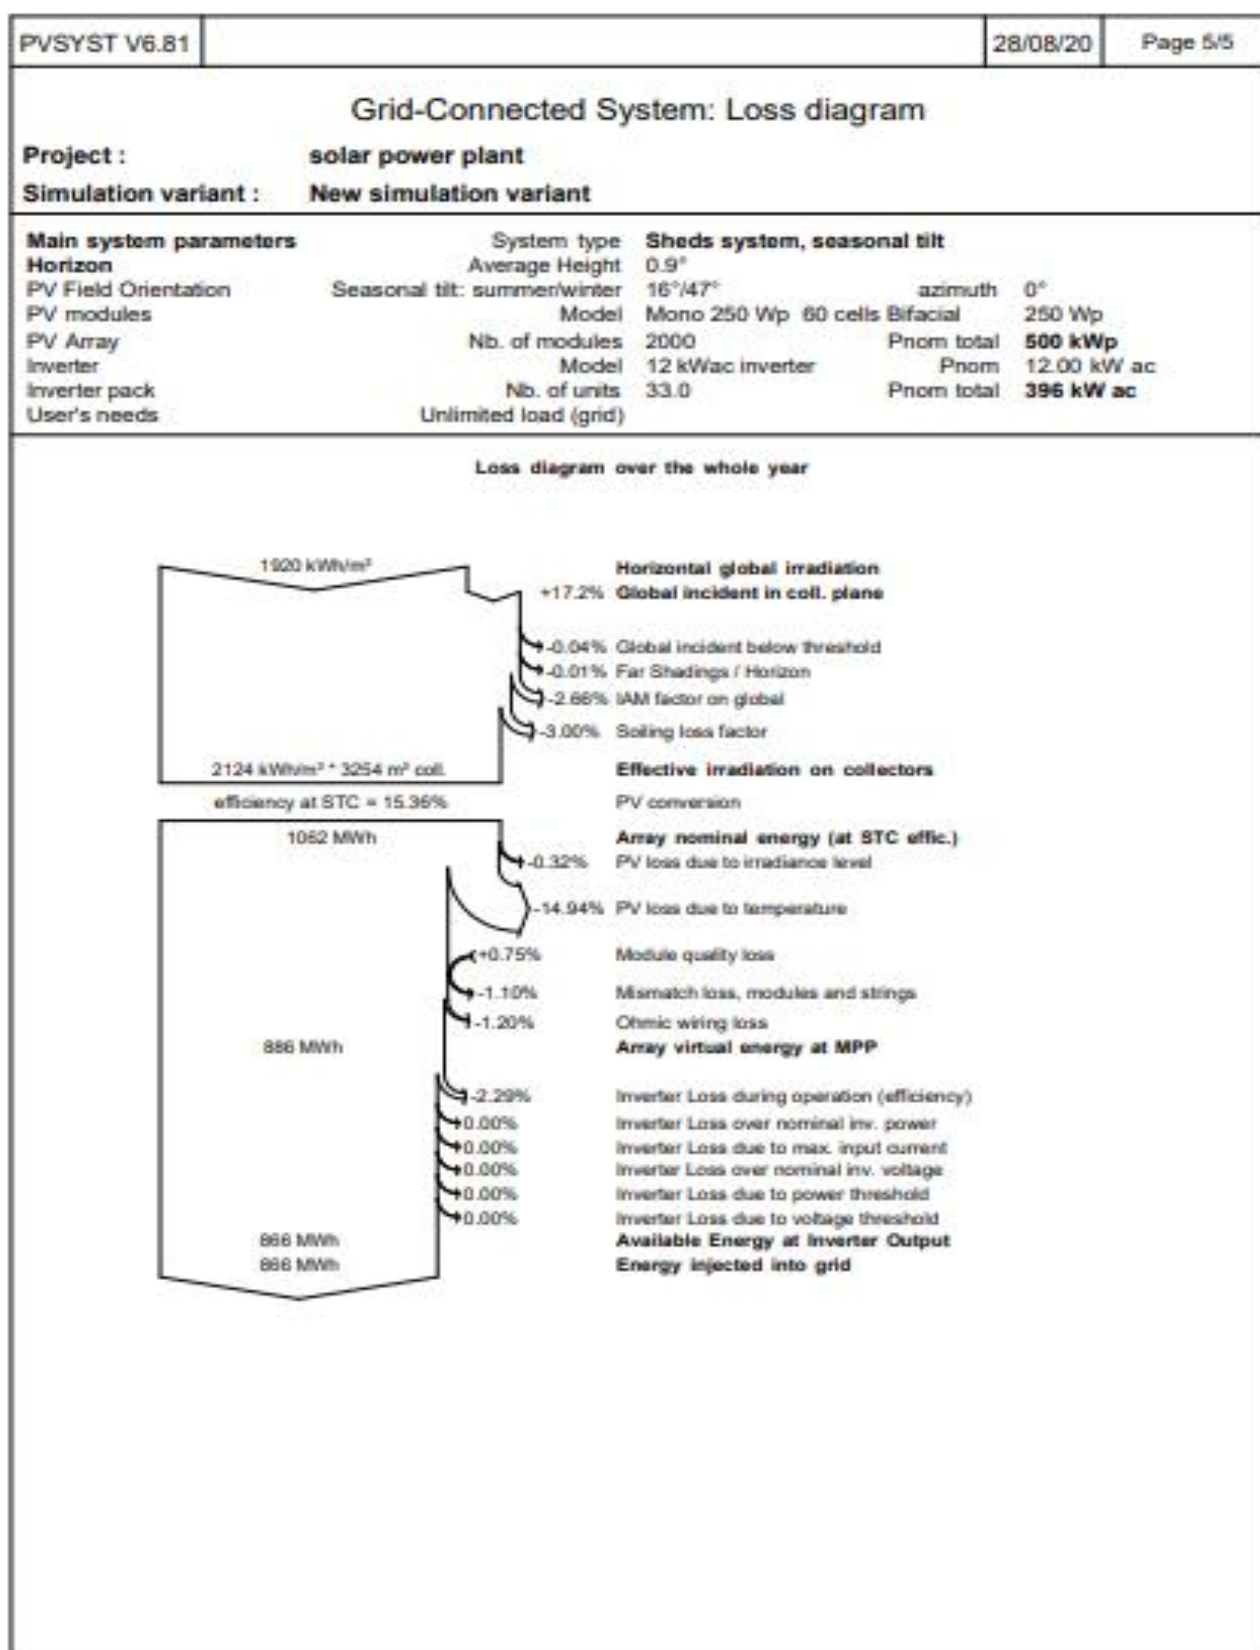 PVSYST V6.81 28/08/20 Page 5/5
Grid-Connected System: Loss diagram
Project : solar power plant
Simulation variant : New simulation variant
Main system parameters System type Sheds system, seasonal tilt
Horizon Average Height 0.9°
PV Field Orientation Seasonal tilt: summer/winter 16°/47° azimuth 0°
PV modules Model Mono 250 Wp 60 cells Bifacial 250 Wp
PV Array Nb. of modules 2000 Pnom total 500 kWp
Inverter Model 12 kWac inverter Pnom 12.00 kW ac
Inverter pack Nb. of units 33.0 Pnom total 396 kW ac
User's needs Unlimited load (grid)
Loss diagram over the whole year
1920 kWh/m² Horizontal global irradiation
+17.2% Global incident in coll. plane
-0.04% Global incident below threshold
-0.01% Far Shadings / Horizon
-2.66% IAM factor on global
-3.00% Soiling loss factor
2124 kWh/m² * 3254 m² coll. Effective irradiation on collectors
efficiency at STC = 15.36% PV conversion
1062 MWh Array nominal energy (at STC effic.)
-0.32% PV loss due to irradiance level
-14.94% PV loss due to temperature
+0.75% Module quality loss
-1.10% Mismatch loss, modules and strings
-1.20% Ohmic wiring loss
886 MWh Array virtual energy at MPP
-2.29% Inverter Loss during operation (efficiency)
0.00% Inverter Loss over nominal inv. power
0.00% Inverter Loss due to max. input current
0.00% Inverter Loss over nominal inv. voltage
0.00% Inverter Loss due to power threshold
0.00% Inverter Loss due to voltage threshold
866 MWh Available Energy at Inverter Output
866 MWh Energy injected into grid